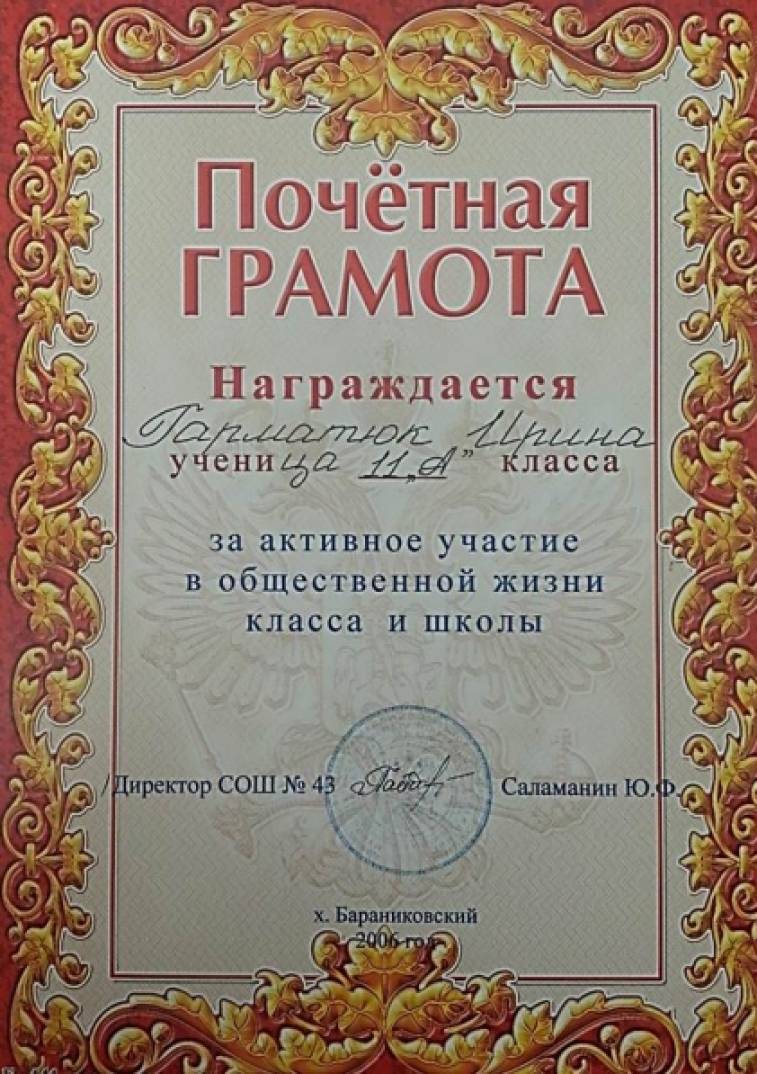 Почётная
ГРАМОТА
Награждается
Гарматюк Ирина
ученица 11 „А” класса
за активное участие
в общественной жизни
класса и школы
/Директор СОШ № 43 Саламанин Ю.Ф.
х. Бараниковский
2006 год